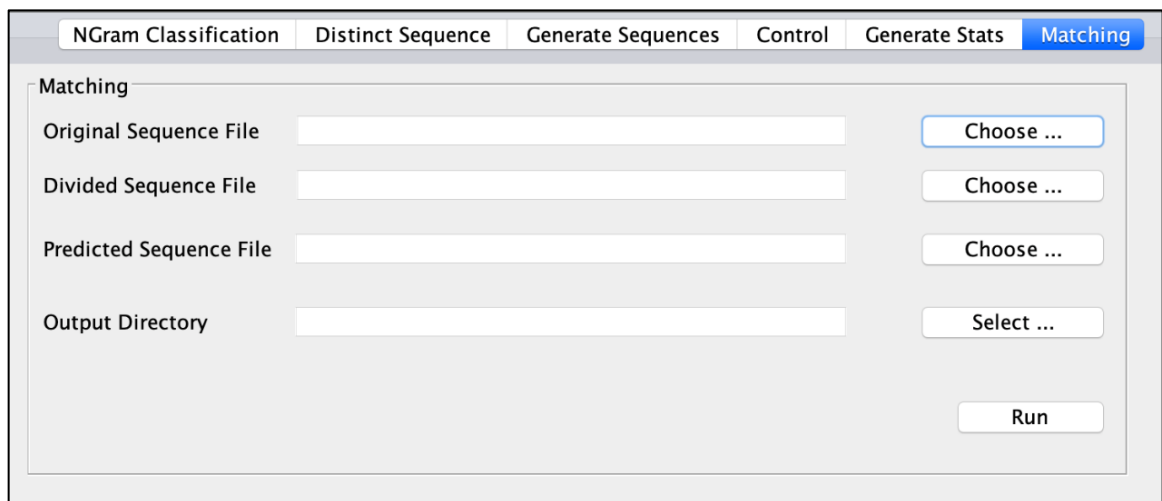 NGram Classification Distinct Sequence Generate Sequences Control Generate Stats Matching
Matching
Original Sequence File Choose ...
Divided Sequence File Choose ...
Predicted Sequence File Choose ...
Output Directory Select ...
Run